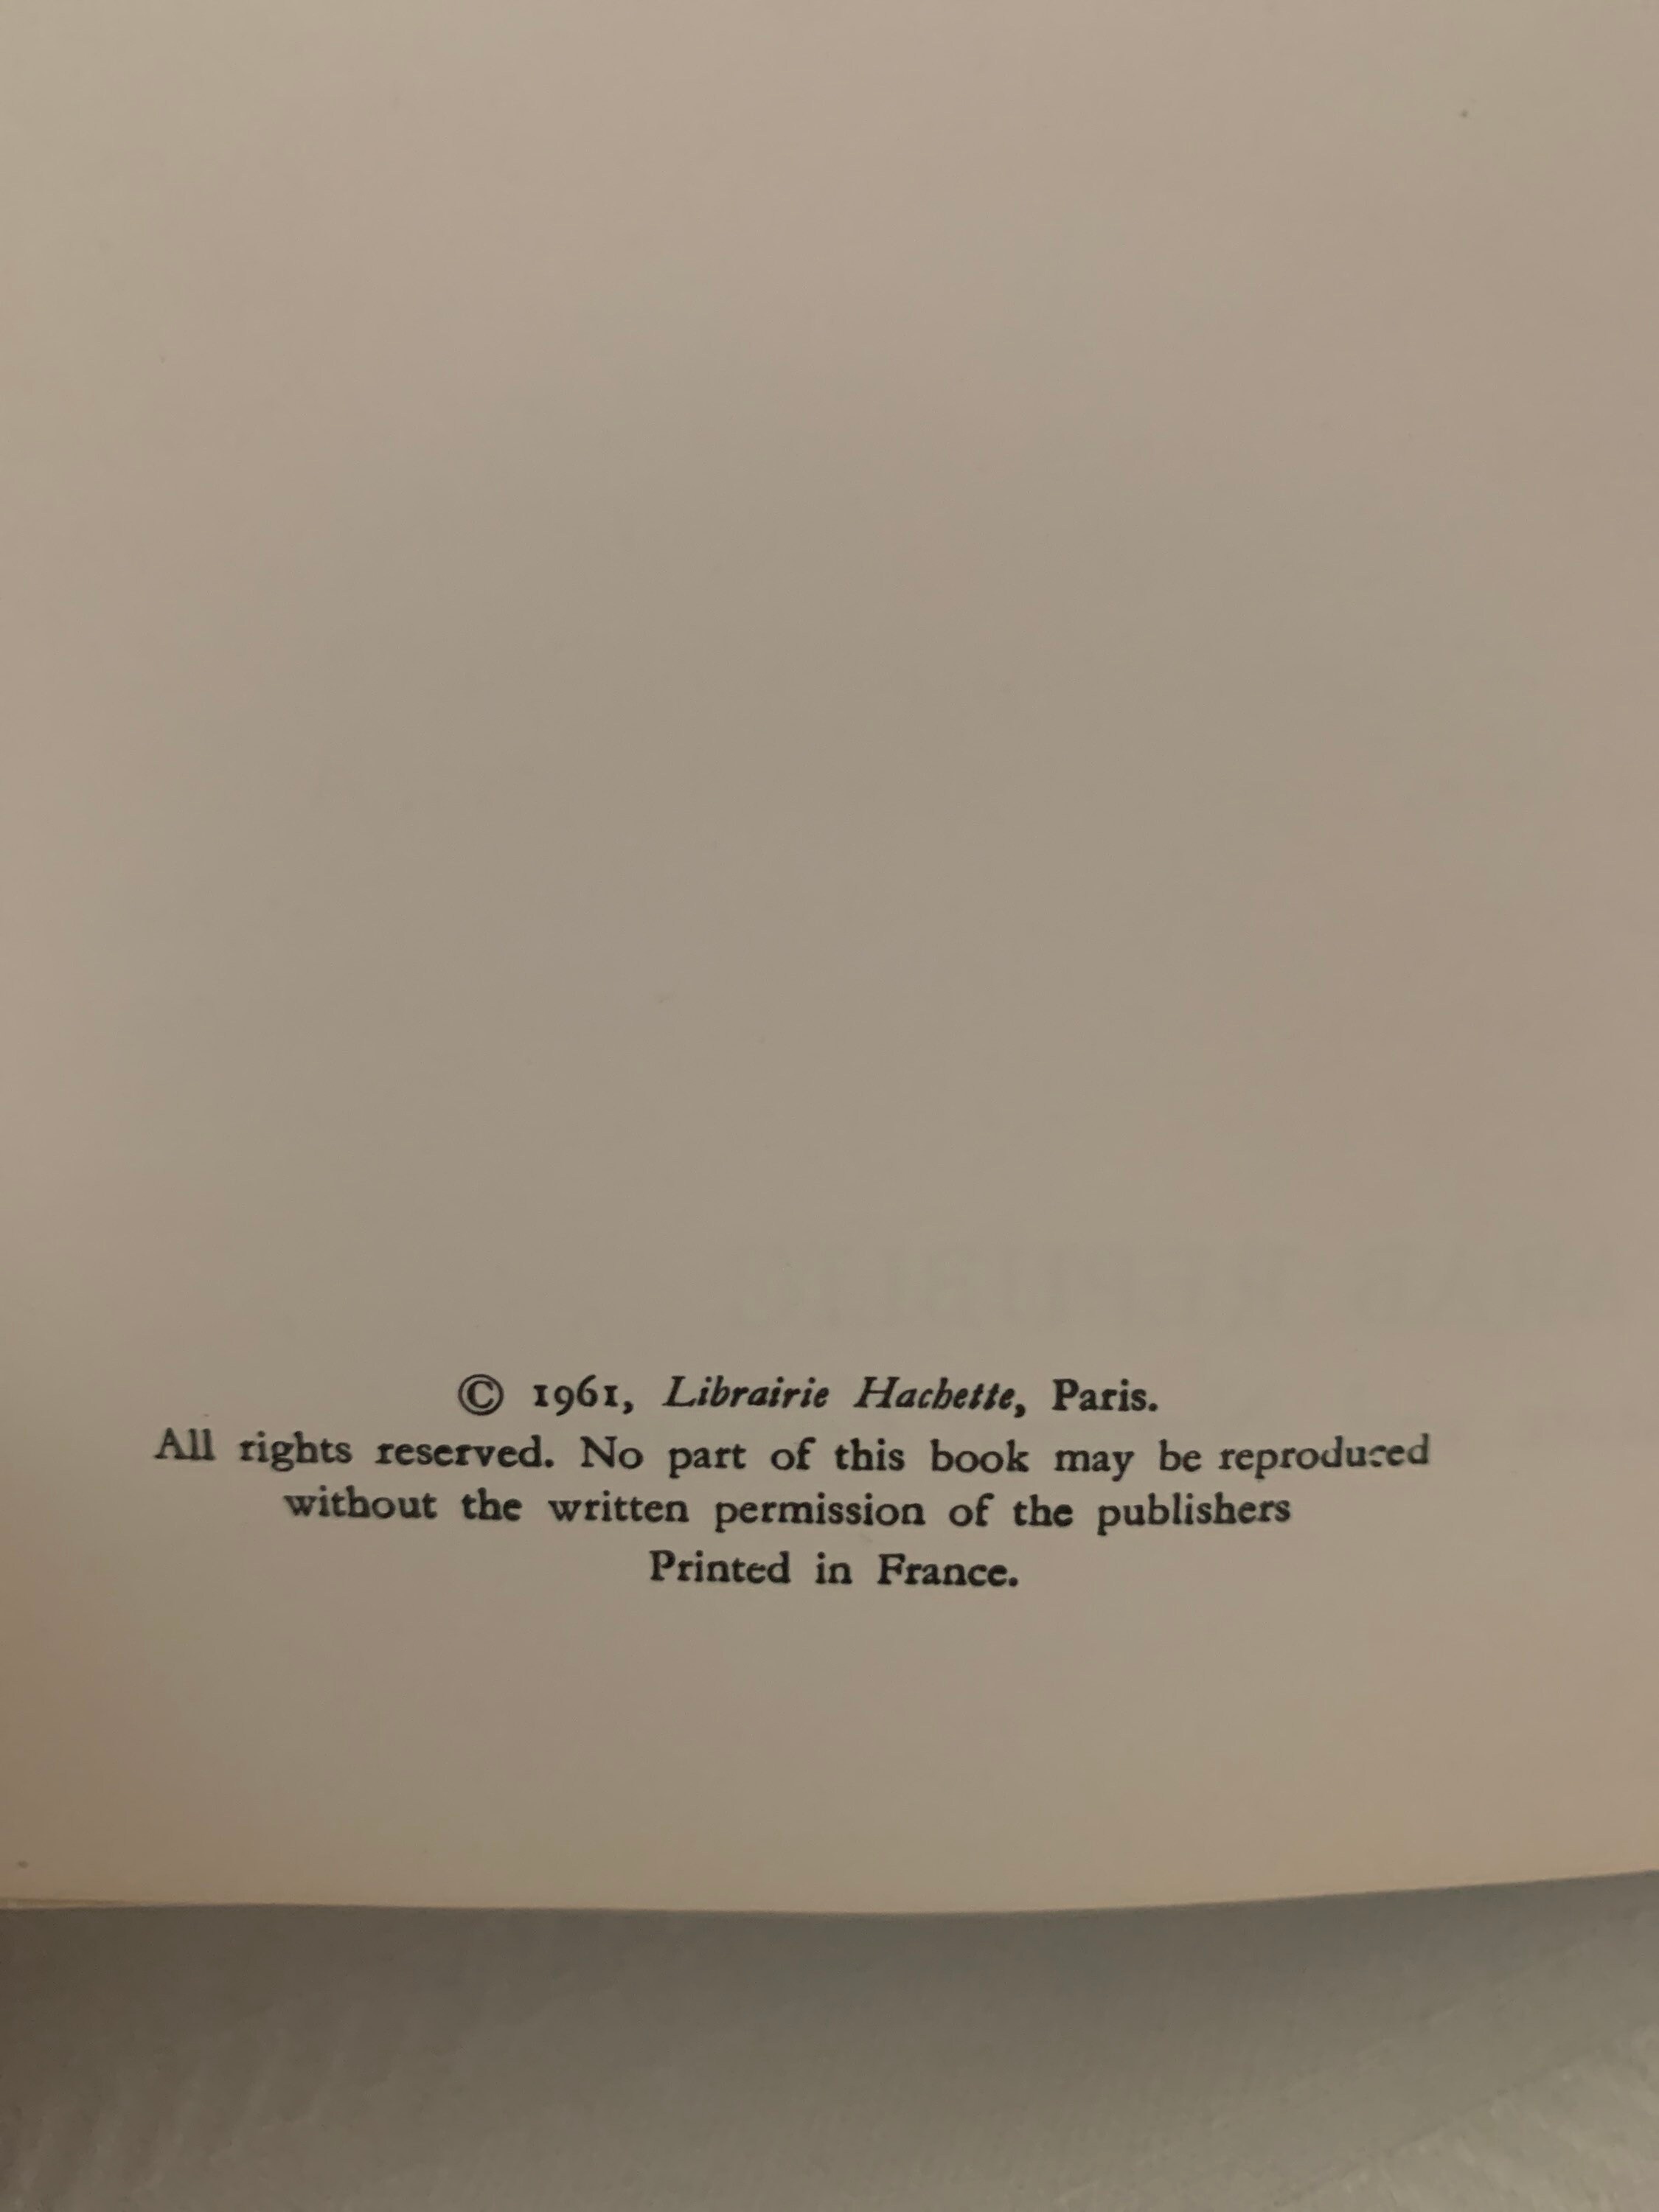 © 1961, Librairie Hachette, Paris.
All rights reserved. No part of this book may be reproduced
without the written permission of the publishers
Printed in France.